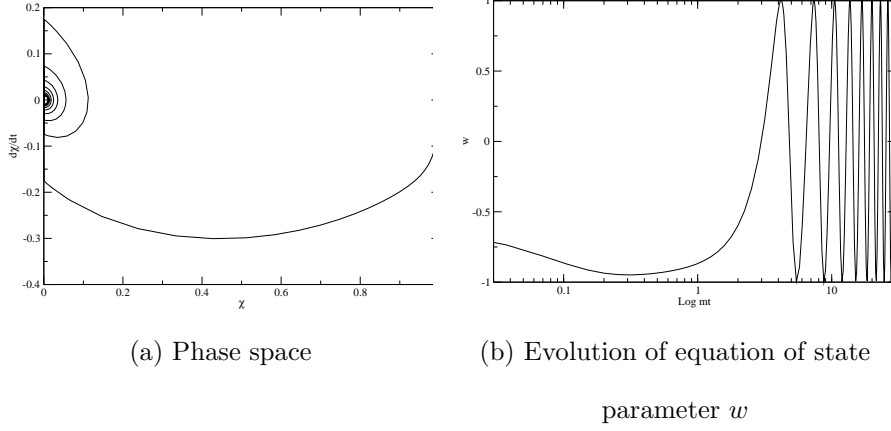 0.2
0.1
0
-0.1
-0.2
-0.3
-0.4
dχ/dt
0 0.2 0.4 0.6 0.8
χ
1
0.5
0
-0.5
-1
w
0.1 1 10
Log mt
(a) Phase space
(b) Evolution of equation of state
parameter w